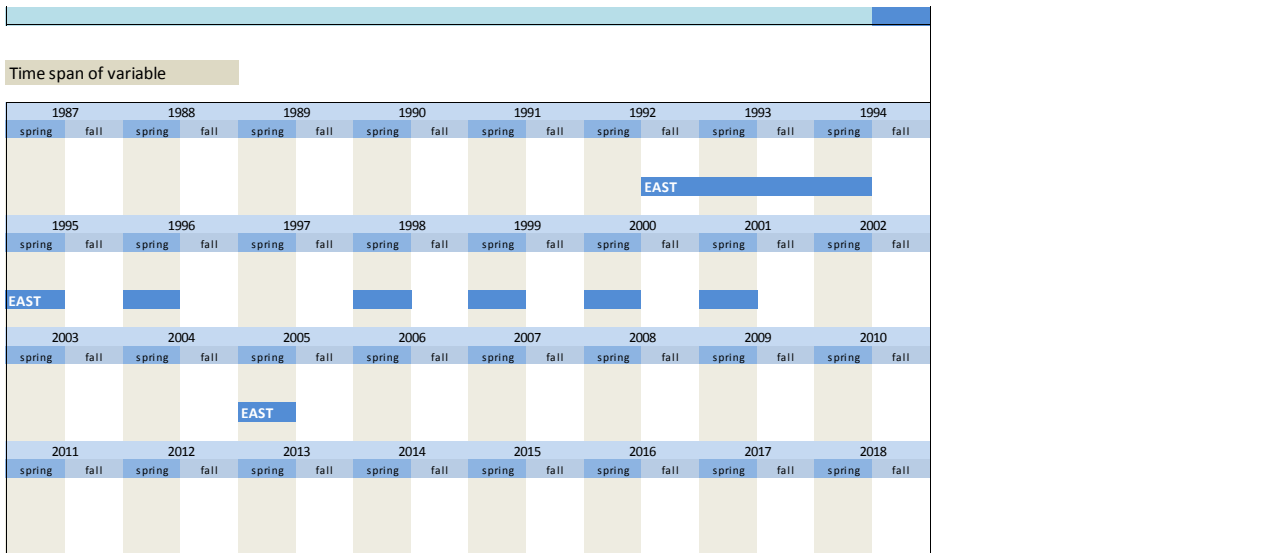 Time span of variable
1987 1988 1989 1990 1991 1992 1993 1994
spring fall spring fall spring fall spring fall spring fall spring fall spring fall spring fall
EAST
1995 1996 1997 1998 1999 2000 2001 2002
spring fall spring fall spring fall spring fall spring fall spring fall spring fall spring fall
EAST
2003 2004 2005 2006 2007 2008 2009 2010
spring fall spring fall spring fall spring fall spring fall spring fall spring fall spring fall
EAST
2011 2012 2013 2014 2015 2016 2017 2018
spring fall spring fall spring fall spring fall spring fall spring fall spring fall spring fall